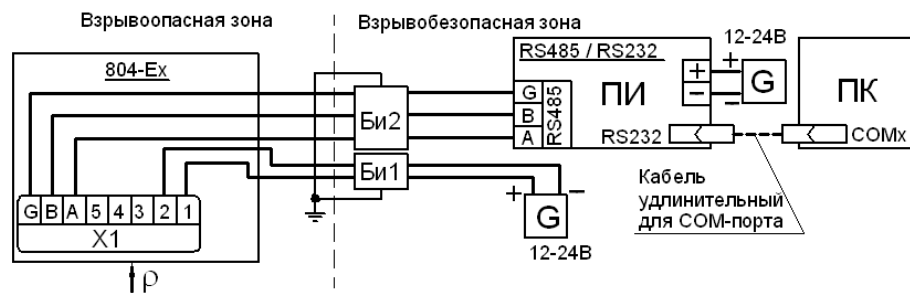 Взрывоопасная зона
Взрывобезопасная зона
804-Ex
RS485 / RS232
12-24В
ПК
G
B
A
RS485
ПИ
+
−
+
−
G
RS232
COMx
Би2
Би1
G B A 5 4 3 2 1
X1
+
−
G
12-24В
Кабель
удлинительный
для COM-порта
ρ